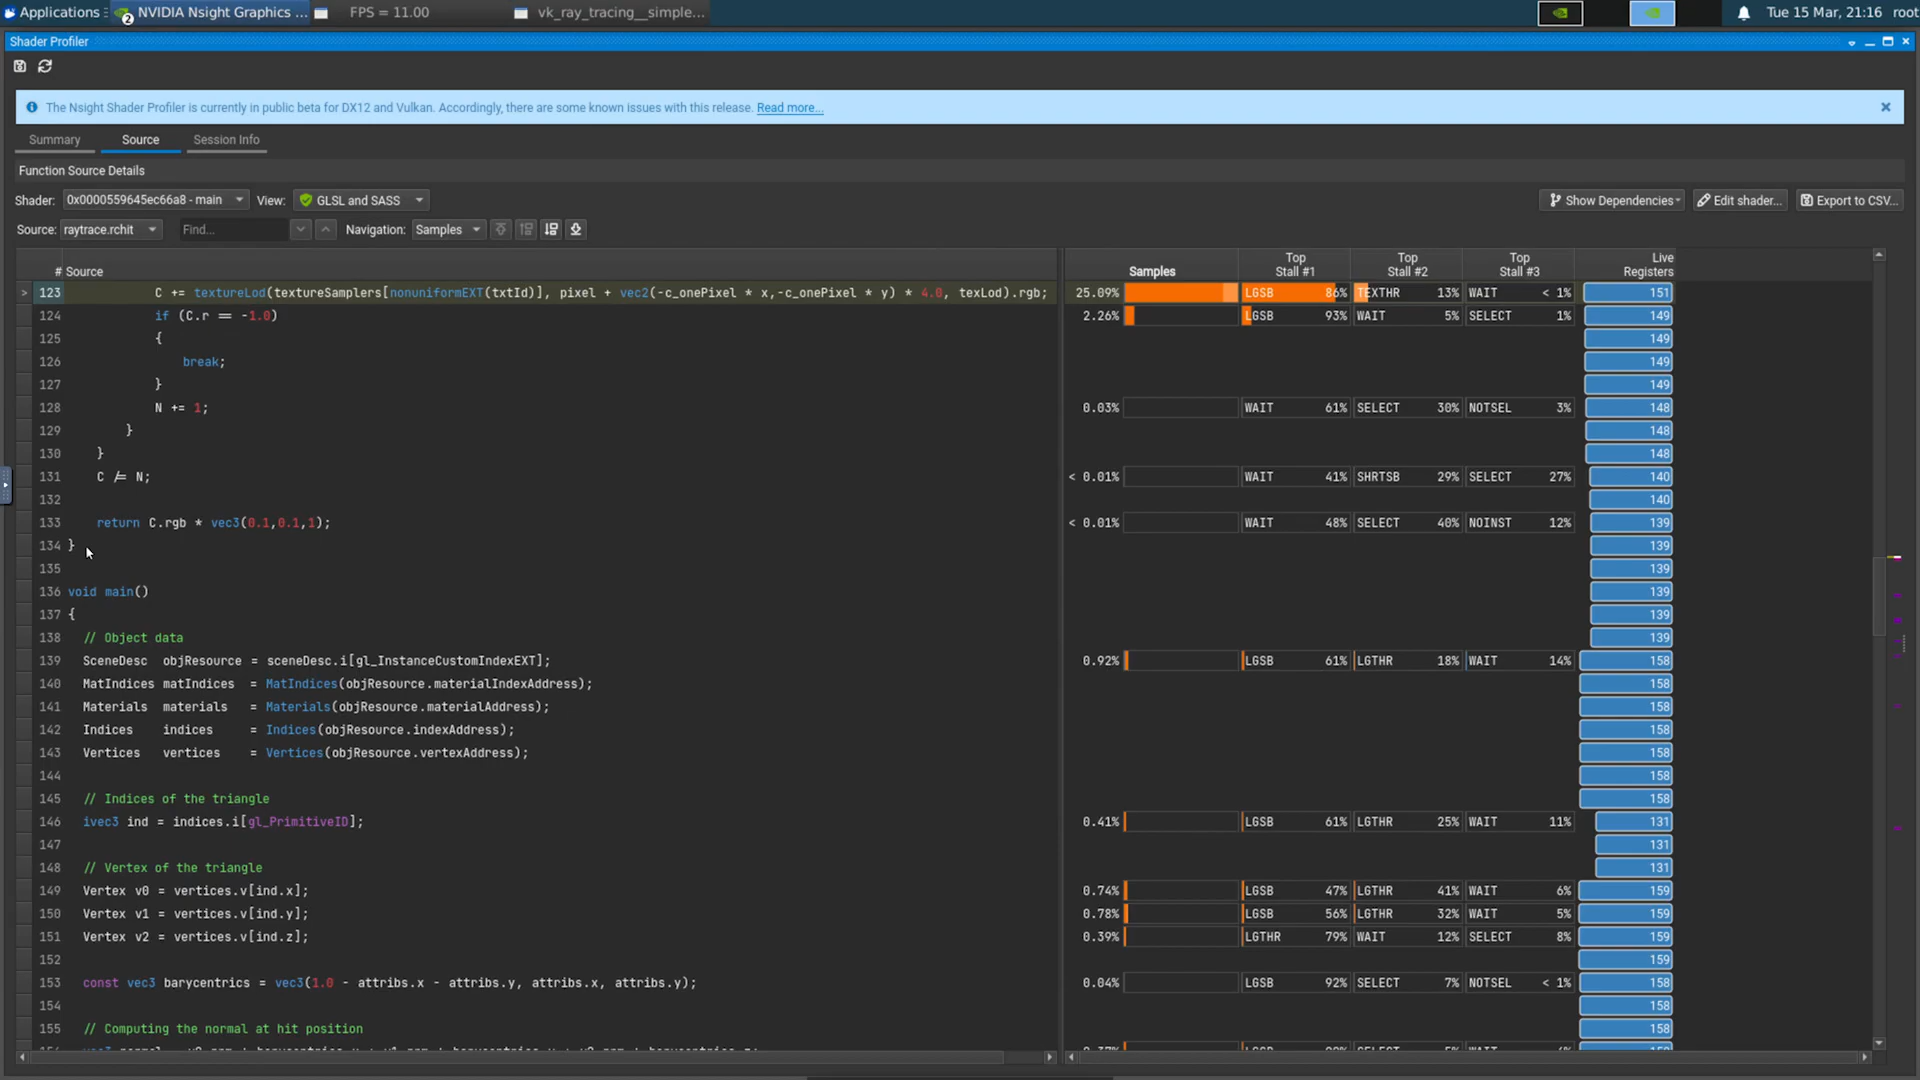 Applications
2
NVIDIA Nsight Graphics ...
FPS = 11.00
vk_ray_tracing__simple...
Tue 15 Mar, 21:16 root
Shader Profiler
The Nsight Shader Profiler is currently in public beta for DX12 and Vulkan. Accordingly, there are some known issues with this release. Read more...
Summary Source Session Info
Function Source Details
Shader: 0x0000559645ec66a8 - main View: GLSL and SASS Show Dependencies Edit shader... Export to CSV...
Source: raytrace.rchit Find... Navigation: Samples
# Source Samples Top Stall #1 Top Stall #2 Top Stall #3 Live Registers
> 123 C += textureLod(textureSamplers[nonuniformEXT(txtId)], pixel + vec2(-c_onePixel * x,-c_onePixel * y) * 4.0, texLod).rgb; 25.09% LGSB 86% TEXTHR 13% WAIT < 1% 151
124 if (C.r == -1.0) 2.26% LGSB 93% WAIT 5% SELECT 1% 149
125 { 149
126 break; 149
127 } 149
128 N += 1; 0.03% WAIT 61% SELECT 30% NOTSEL 3% 148
129 } 148
130 } 148
131 C /= N; < 0.01% WAIT 41% SHRTSB 29% SELECT 27% 140
132 140
133 return C.rgb * vec3(0.1,0.1,1); < 0.01% WAIT 48% SELECT 40% NOINST 12% 139
134 } 139
135 139
136 void main() 139
137 { 139
138 // Object data 139
139 SceneDesc objResource = sceneDesc.i[gl_InstanceCustomIndexEXT]; 0.92% LGSB 61% LGTHR 18% WAIT 14% 158
140 MatIndices matIndices = MatIndices(objResource.materialIndexAddress); 158
141 Materials materials = Materials(objResource.materialAddress); 158
142 Indices indices = Indices(objResource.indexAddress); 158
143 Vertices vertices = Vertices(objResource.vertexAddress); 158
144 158
145 // Indices of the triangle 158
146 ivec3 ind = indices.i[gl_PrimitiveID]; 0.41% LGSB 61% LGTHR 25% WAIT 11% 131
147 131
148 // Vertex of the triangle 131
149 Vertex v0 = vertices.v[ind.x]; 0.74% LGSB 47% LGTHR 41% WAIT 6% 159
150 Vertex v1 = vertices.v[ind.y]; 0.78% LGSB 56% LGTHR 32% WAIT 5% 159
151 Vertex v2 = vertices.v[ind.z]; 0.39% LGTHR 79% WAIT 12% SELECT 8% 159
159
153 const vec3 barycentrics = vec3(1.0 - attribs.x - attribs.y, attribs.x, attribs.y); 0.04% LGSB 92% SELECT 7% NOTSEL < 1% 158
154 158
155 // Computing the normal at hit position 158